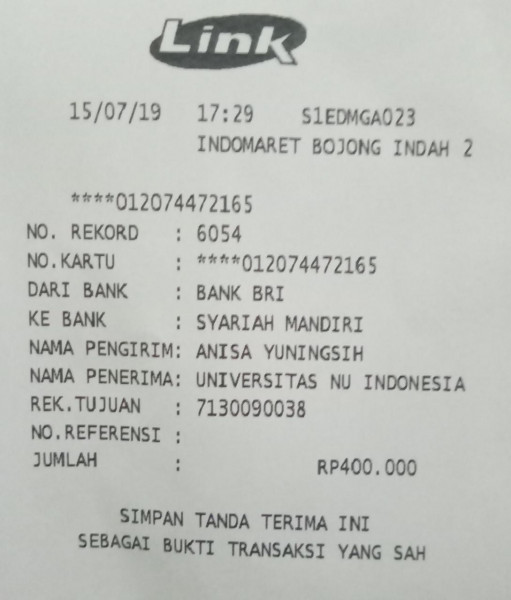 Link
15/07/19 17:29 S1EDMGA023
INDOMARET BOJONG INDAH 2
****012074472165
NO. REKORD : 6054
NO.KARTU : ****012074472165
DARI BANK : BANK BRI
KE BANK : SYARIAH MANDIRI
NAMA PENGIRIM: ANISA YUNINGSIH
NAMA PENERIMA: UNIVERSITAS NU INDONESIA
REK.TUJUAN : 7130090038
NO.REFERENSI :
JUMLAH : RP400.000
SIMPAN TANDA TERIMA INI
SEBAGAI BUKTI TRANSAKSI YANG SAH